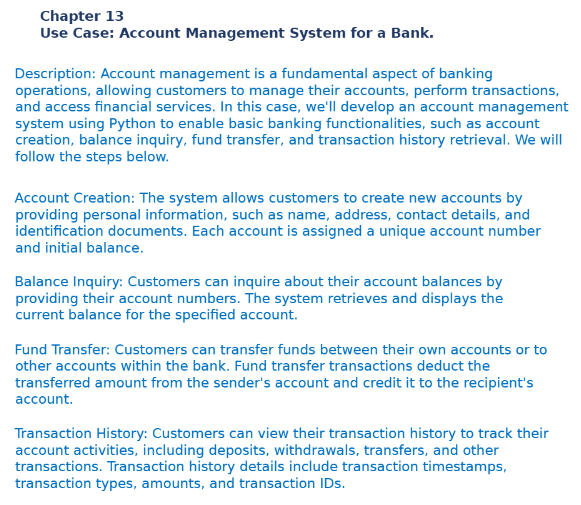 Chapter 13
Use Case: Account Management System for a Bank.
Description: Account management is a fundamental aspect of banking
operations, allowing customers to manage their accounts, perform transactions,
and access financial services. In this case, we'll develop an account management
system using Python to enable basic banking functionalities, such as account
creation, balance inquiry, fund transfer, and transaction history retrieval. We will
follow the steps below.
Account Creation: The system allows customers to create new accounts by
providing personal information, such as name, address, contact details, and
identification documents. Each account is assigned a unique account number
and initial balance.
Balance Inquiry: Customers can inquire about their account balances by
providing their account numbers. The system retrieves and displays the
current balance for the specified account.
Fund Transfer: Customers can transfer funds between their own accounts or to
other accounts within the bank. Fund transfer transactions deduct the
transferred amount from the sender's account and credit it to the recipient's
account.
Transaction History: Customers can view their transaction history to track their
account activities, including deposits, withdrawals, transfers, and other
transactions. Transaction history details include transaction timestamps,
transaction types, amounts, and transaction IDs.